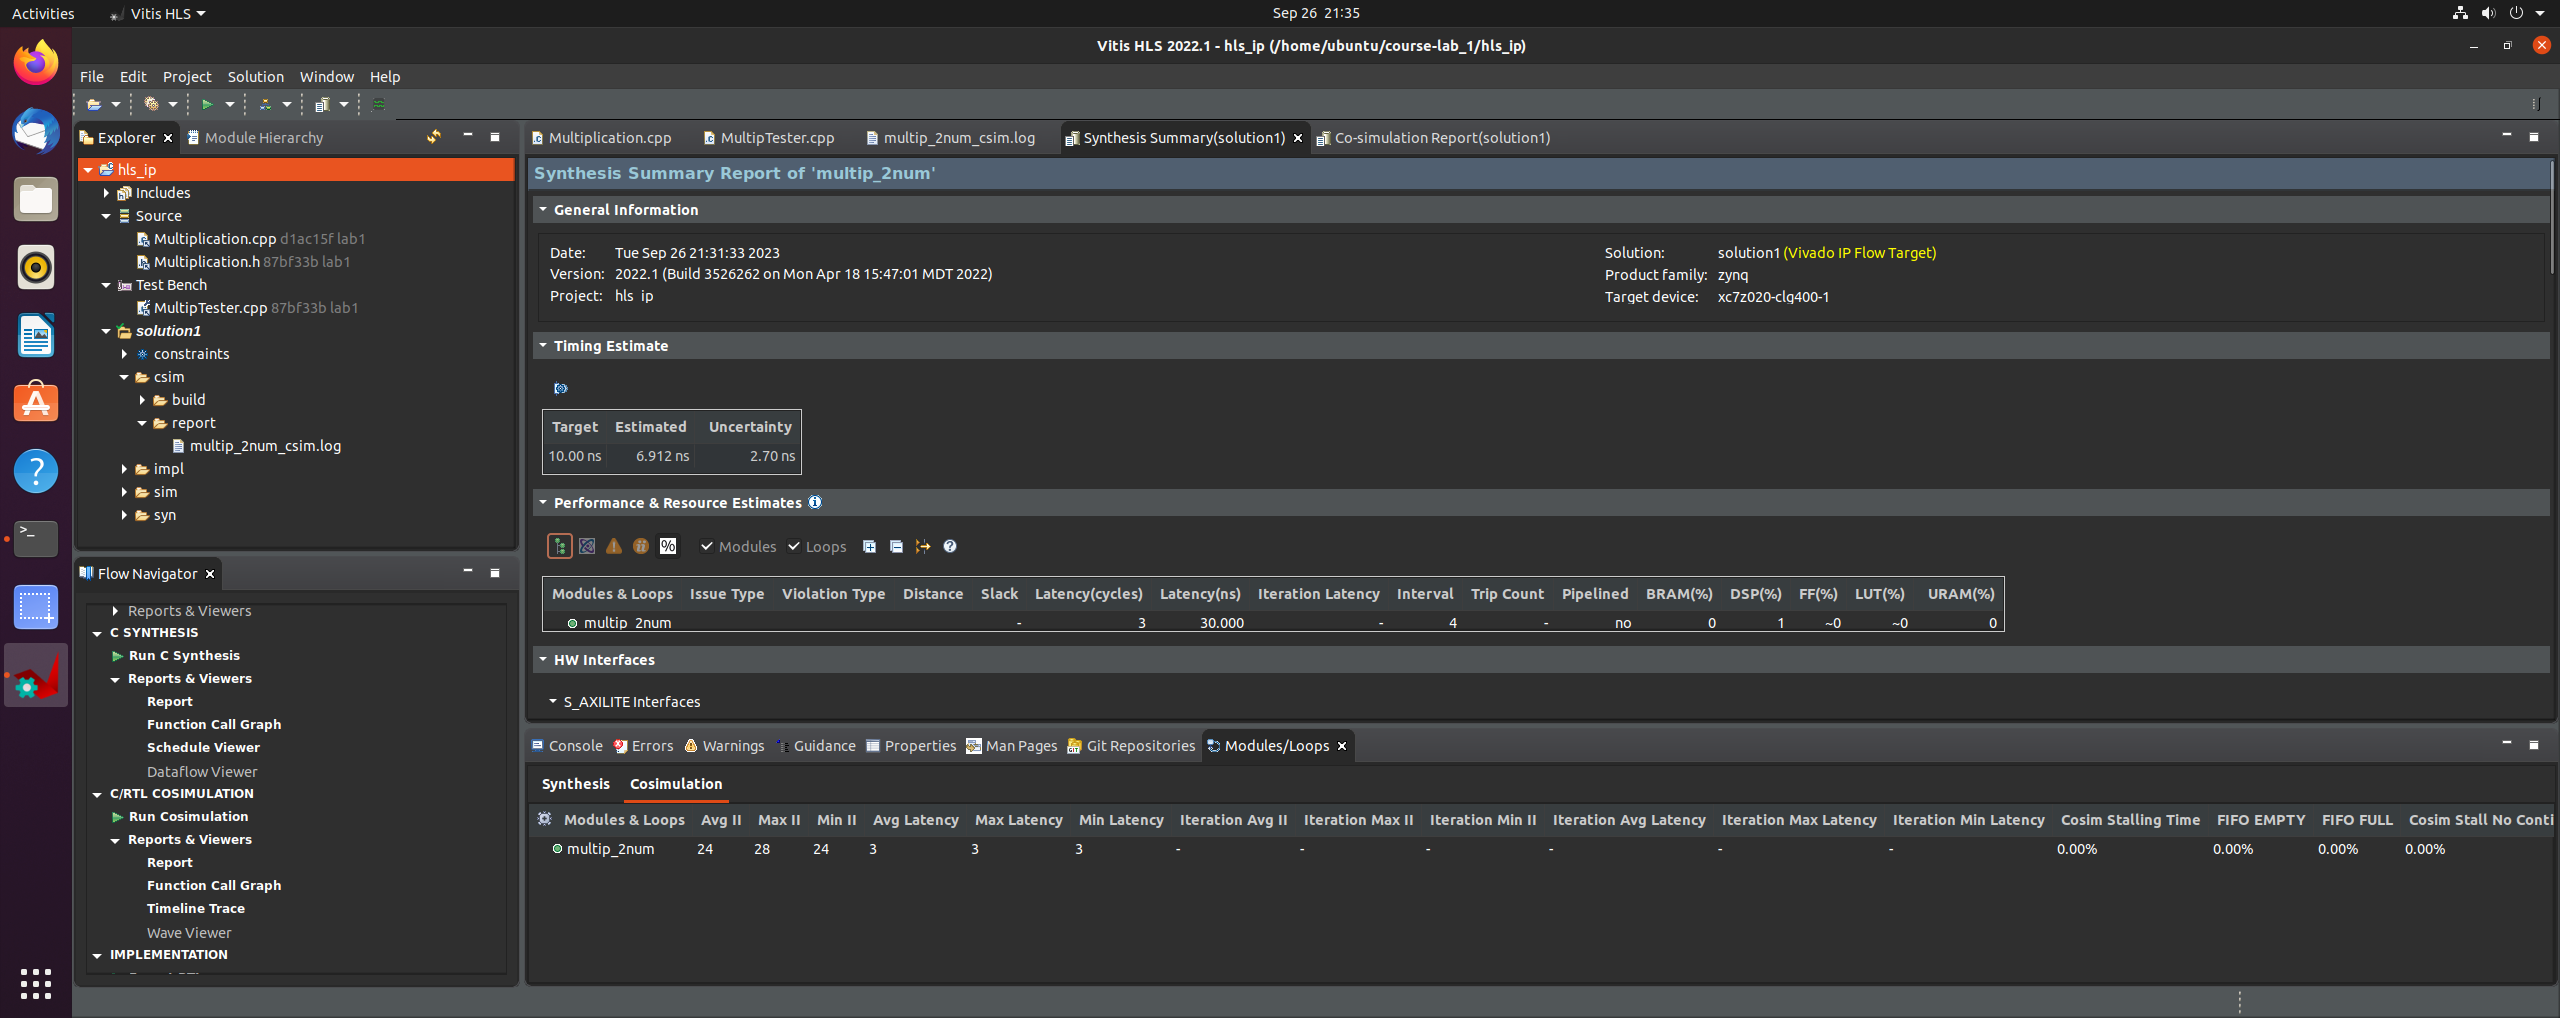 Activities
Vitis HLS
Sep 26 21:35
Vitis HLS 2022.1 - hls_ip (/home/ubuntu/course-lab_1/hls_ip)
File Edit Project Solution Window Help
Explorer Module Hierarchy
hls_ip
Includes
Source
Multiplication.cpp d1ac15f lab1
Multiplication.h 87bf33b lab1
Test Bench
MultipTester.cpp 87bf33b lab1
solution1
constraints
csim
build
report
multip_2num_csim.log
impl
sim
syn
Flow Navigator
Reports & Viewers
C SYNTHESIS
Run C Synthesis
Reports & Viewers
Report
Function Call Graph
Schedule Viewer
Dataflow Viewer
C/RTL COSIMULATION
Run Cosimulation
Reports & Viewers
Report
Function Call Graph
Timeline Trace
Wave Viewer
IMPLEMENTATION
Multiplication.cpp MultipTester.cpp multip_2num_csim.log Synthesis Summary(solution1) Co-simulation Report(solution1)
Synthesis Summary Report of 'multip_2num'
General Information
Date: Tue Sep 26 21:31:33 2023
Version: 2022.1 (Build 3526262 on Mon Apr 18 15:47:01 MDT 2022)
Project: hls_ip
Solution: solution1 (Vivado IP Flow Target)
Product family: zynq
Target device: xc7z020-clg400-1
Timing Estimate
Target Estimated Uncertainty
10.00 ns 6.912 ns 2.70 ns
Performance & Resource Estimates
% Modules Loops
Modules & Loops Issue Type Violation Type Distance Slack Latency(cycles) Latency(ns) Iteration Latency Interval Trip Count Pipelined BRAM(%) DSP(%) FF(%) LUT(%) URAM(%)
multip_2num - 3 30.000 - 4 - no 0 1 ~0 ~0 0
HW Interfaces
S_AXILITE Interfaces
Console Errors Warnings Guidance Properties Man Pages Git Repositories Modules/Loops
Synthesis Cosimulation
Modules & Loops Avg II Max II Min II Avg Latency Max Latency Min Latency Iteration Avg II Iteration Max II Iteration Min II Iteration Avg Latency Iteration Max Latency Iteration Min Latency Cosim Stalling Time FIFO EMPTY FIFO FULL Cosim Stall No Conti
multip_2num 24 28 24 3 3 3 - - - - - - 0.00% 0.00% 0.00% 0.00%